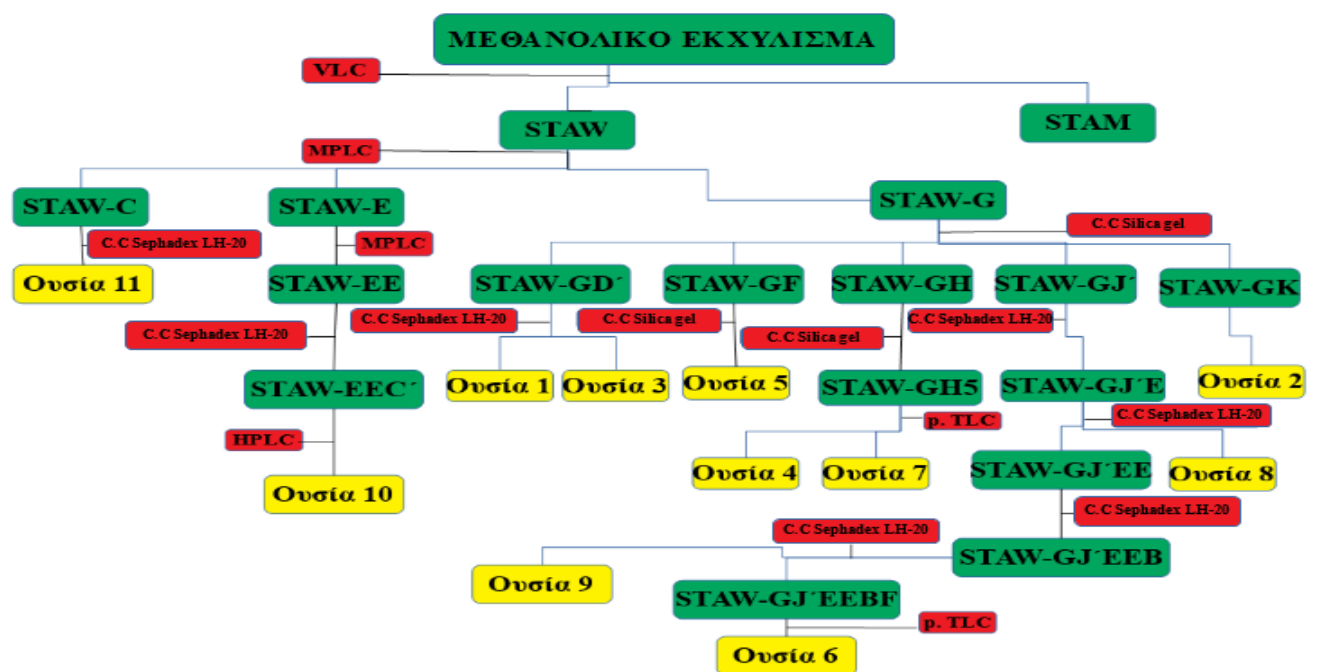 ΜΕΘΑΝΟΛΙΚΟ ΕΚΧΥΛΙΣΜΑ
VLC
STAW
STAM
MPLC
STAW-C
STAW-E
STAW-G
C.C Sephadex LH-20
MPLC
C.C Silica gel
Ουσία 11
STAW-EE
STAW-GD΄
STAW-GF
STAW-GH
STAW-GJ΄
STAW-GK
C.C Sephadex LH-20
C.C Sephadex LH-20
C.C Silica gel
C.C Silica gel
C.C Sephadex LH-20
STAW-EEC΄
Ουσία 1
Ουσία 3
Ουσία 5
STAW-GH5
STAW-GJ΄E
Ουσία 2
HPLC
p. TLC
C.C Sephadex LH-20
Ουσία 10
Ουσία 4
Ουσία 7
STAW-GJ΄EE
Ουσία 8
C.C Sephadex LH-20
C.C Sephadex LH-20
STAW-GJ΄EEB
Ουσία 9
STAW-GJ΄EEBF
p. TLC
Ουσία 6